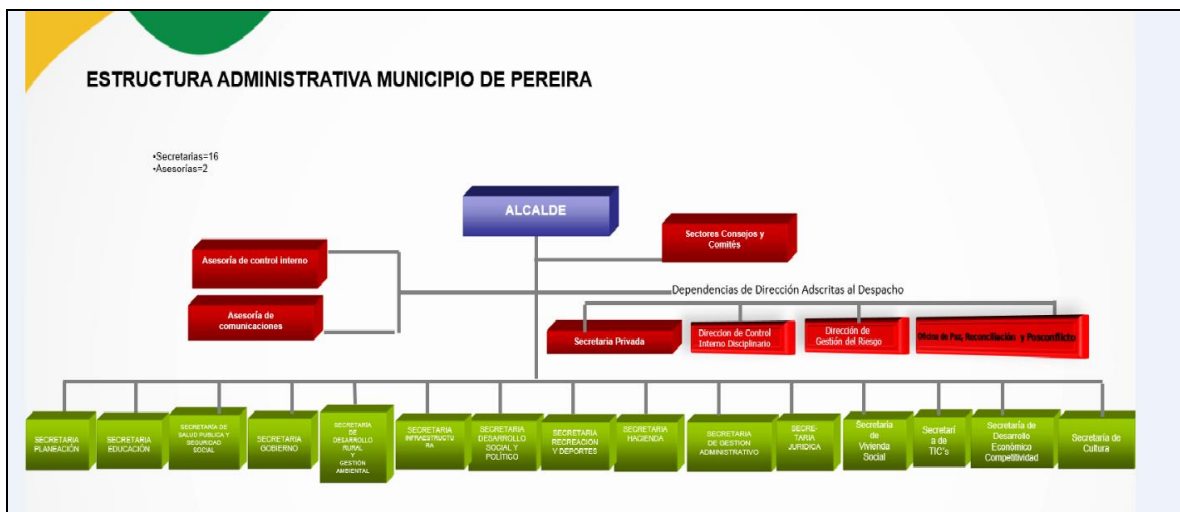 ESTRUCTURA ADMINISTRATIVA MUNICIPIO DE PEREIRA
•Secretarias=16
•Asesorías=2
ALCALDE
Sectores Consejos y
Comités
Asesoría de control interno
Asesoría de
comunicaciones
Dependencias de Dirección Adscritas al Despacho
Secretaria Privada
Direccion de Control
Interno Disciplinario
Dirección de
Gestión del Riesgo
Oficina de Paz, Reconciliación y Posconflicto
SECRETARIA
PLANEACIÓN
SECRETARIA
EDUCACIÓN
SECRETARÍA DE
SALUD PUBLICA Y
SEGURIDAD
SOCIAL
SECRETARIA
GOBIERNO
SECRETARIA
DE
DESARROLLO
RURAL
Y
GESTIÓN
AMBIENTAL
SECRETARIA
INFRAESTRUCTU
RA
SECRETARIA
DESARROLLO
SOCIAL Y
POLÍTICO
SECRETARIA
RECREACION
Y DEPORTES
SECRETARIA
HACIENDA
SECRETARIA
DE GESTION
ADMINISTRATIVO
SECRE-
TARIA
JURIDICA
Secretaria
de
Vivienda
Social
Secretarí
a de
TIC's
Secretaría de
Desarrollo
Económico
Competitividad
Secretaría de
Cultura